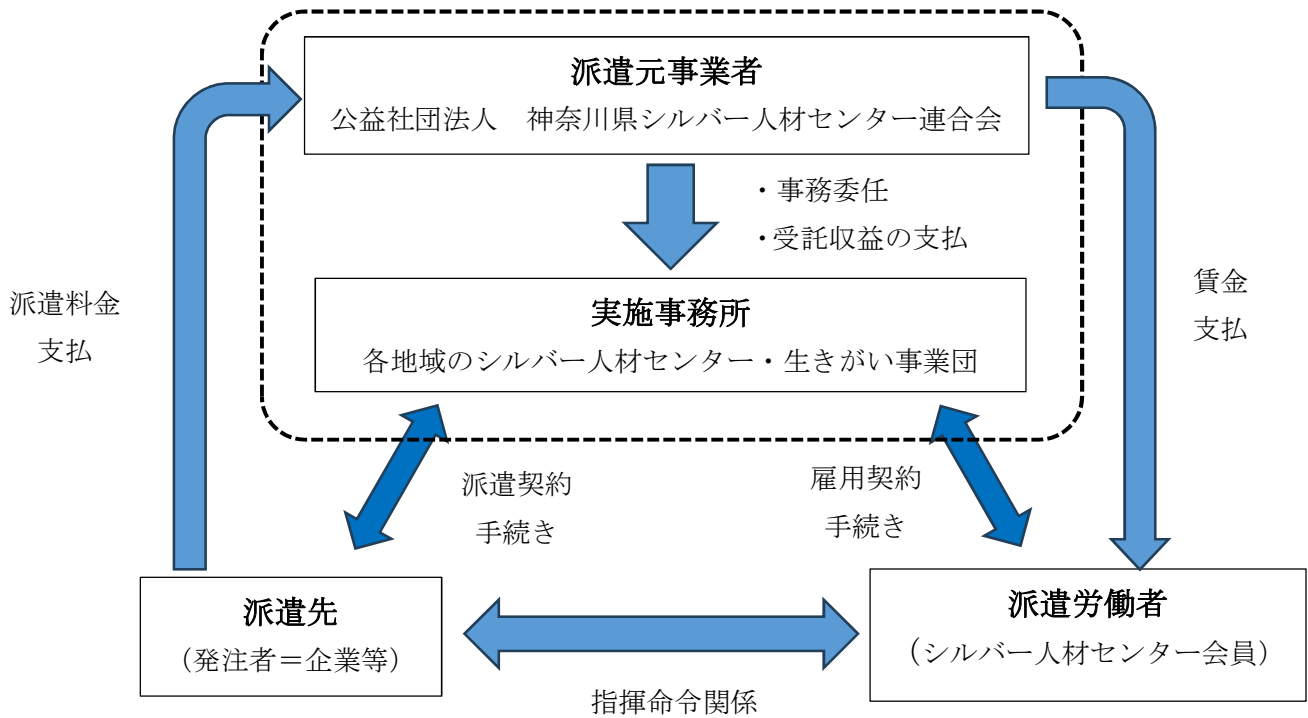 派遣元事業者
公益社団法人　神奈川県シルバー人材センター連合会
・事務委任
・受託収益の支払
派遣料金
支払
賃金
支払
実施事務所
各地域のシルバー人材センター・生きがい事業団
派遣契約
手続き
雇用契約
手続き
派遣先
（発注者＝企業等）
派遣労働者
（シルバー人材センター会員）
指揮命令関係